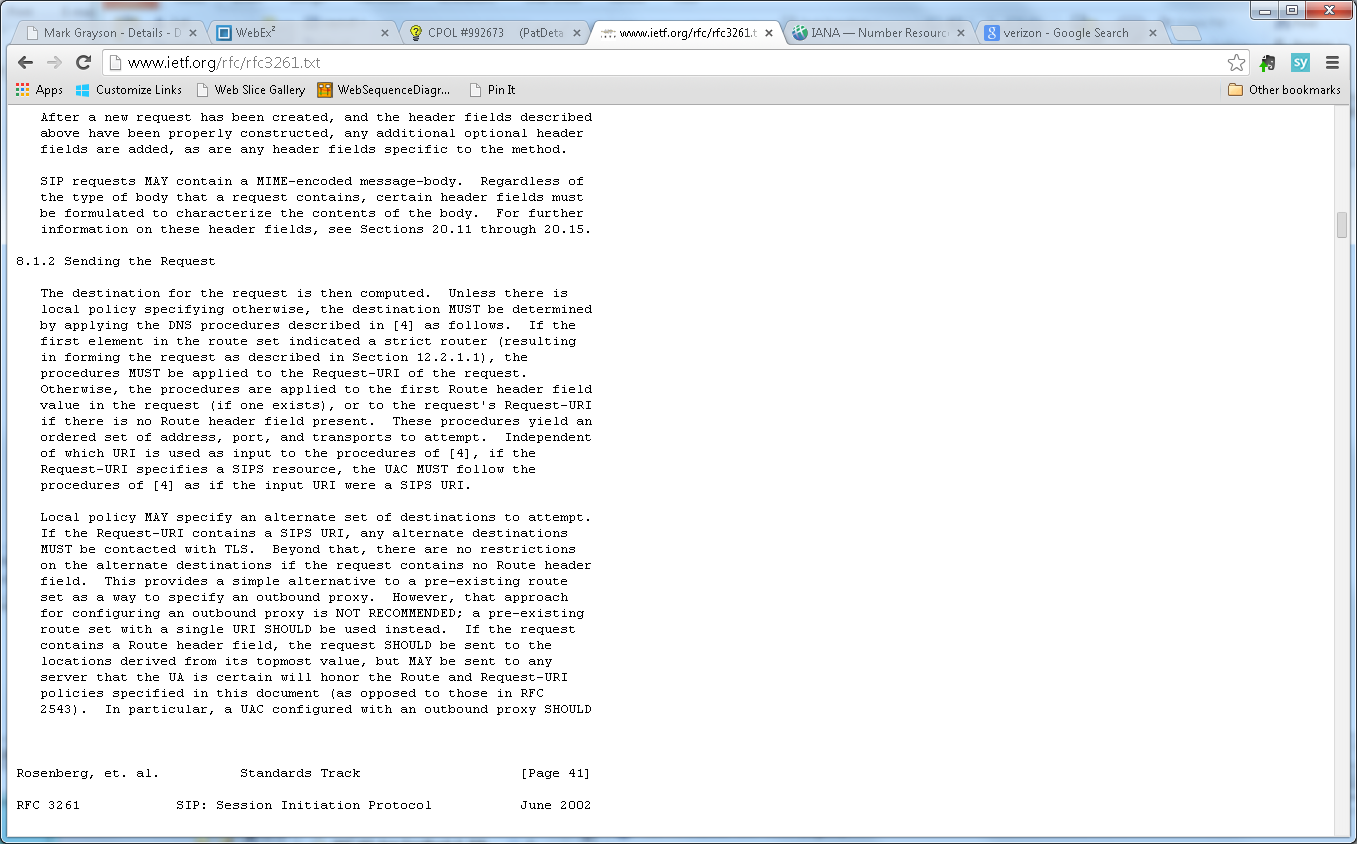 Mark Grayson - Details - D
WebEx²
CPOL #992673 (PatDeta
www.ietf.org/rfc/rfc3261.t
IANA — Number Resourc
verizon - Google Search
www.ietf.org/rfc/rfc3261.txt
sy
Apps
Customize Links
Web Slice Gallery
WebSequenceDiagr...
Pin It
Other bookmarks
After a new request has been created, and the header fields described
above have been properly constructed, any additional optional header
fields are added, as are any header fields specific to the method.
SIP requests MAY contain a MIME-encoded message-body.  Regardless of
the type of body that a request contains, certain header fields must
be formulated to characterize the contents of the body.  For further
information on these header fields, see Sections 20.11 through 20.15.
8.1.2 Sending the Request
The destination for the request is then computed.  Unless there is
local policy specifying otherwise, the destination MUST be determined
by applying the DNS procedures described in [4] as follows.  If the
first element in the route set indicated a strict router (resulting
in forming the request as described in Section 12.2.1.1), the
procedures MUST be applied to the Request-URI of the request.
Otherwise, the procedures are applied to the first Route header field
value in the request (if one exists), or to the request's Request-URI
if there is no Route header field present.  These procedures yield an
ordered set of address, port, and transports to attempt.  Independent
of which URI is used as input to the procedures of [4], if the
Request-URI specifies a SIPS resource, the UAC MUST follow the
procedures of [4] as if the input URI were a SIPS URI.
Local policy MAY specify an alternate set of destinations to attempt.
If the Request-URI contains a SIPS URI, any alternate destinations
MUST be contacted with TLS.  Beyond that, there are no restrictions
on the alternate destinations if the request contains no Route header
field.  This provides a simple alternative to a pre-existing route
set as a way to specify an outbound proxy.  However, that approach
for configuring an outbound proxy is NOT RECOMMENDED; a pre-existing
route set with a single URI SHOULD be used instead.  If the request
contains a Route header field, the request SHOULD be sent to the
locations derived from its topmost value, but MAY be sent to any
server that the UA is certain will honor the Route and Request-URI
policies specified in this document (as opposed to those in RFC
2543).  In particular, a UAC configured with an outbound proxy SHOULD
Rosenberg, et. al. Standards Track [Page 41]
RFC 3261 SIP: Session Initiation Protocol June 2002